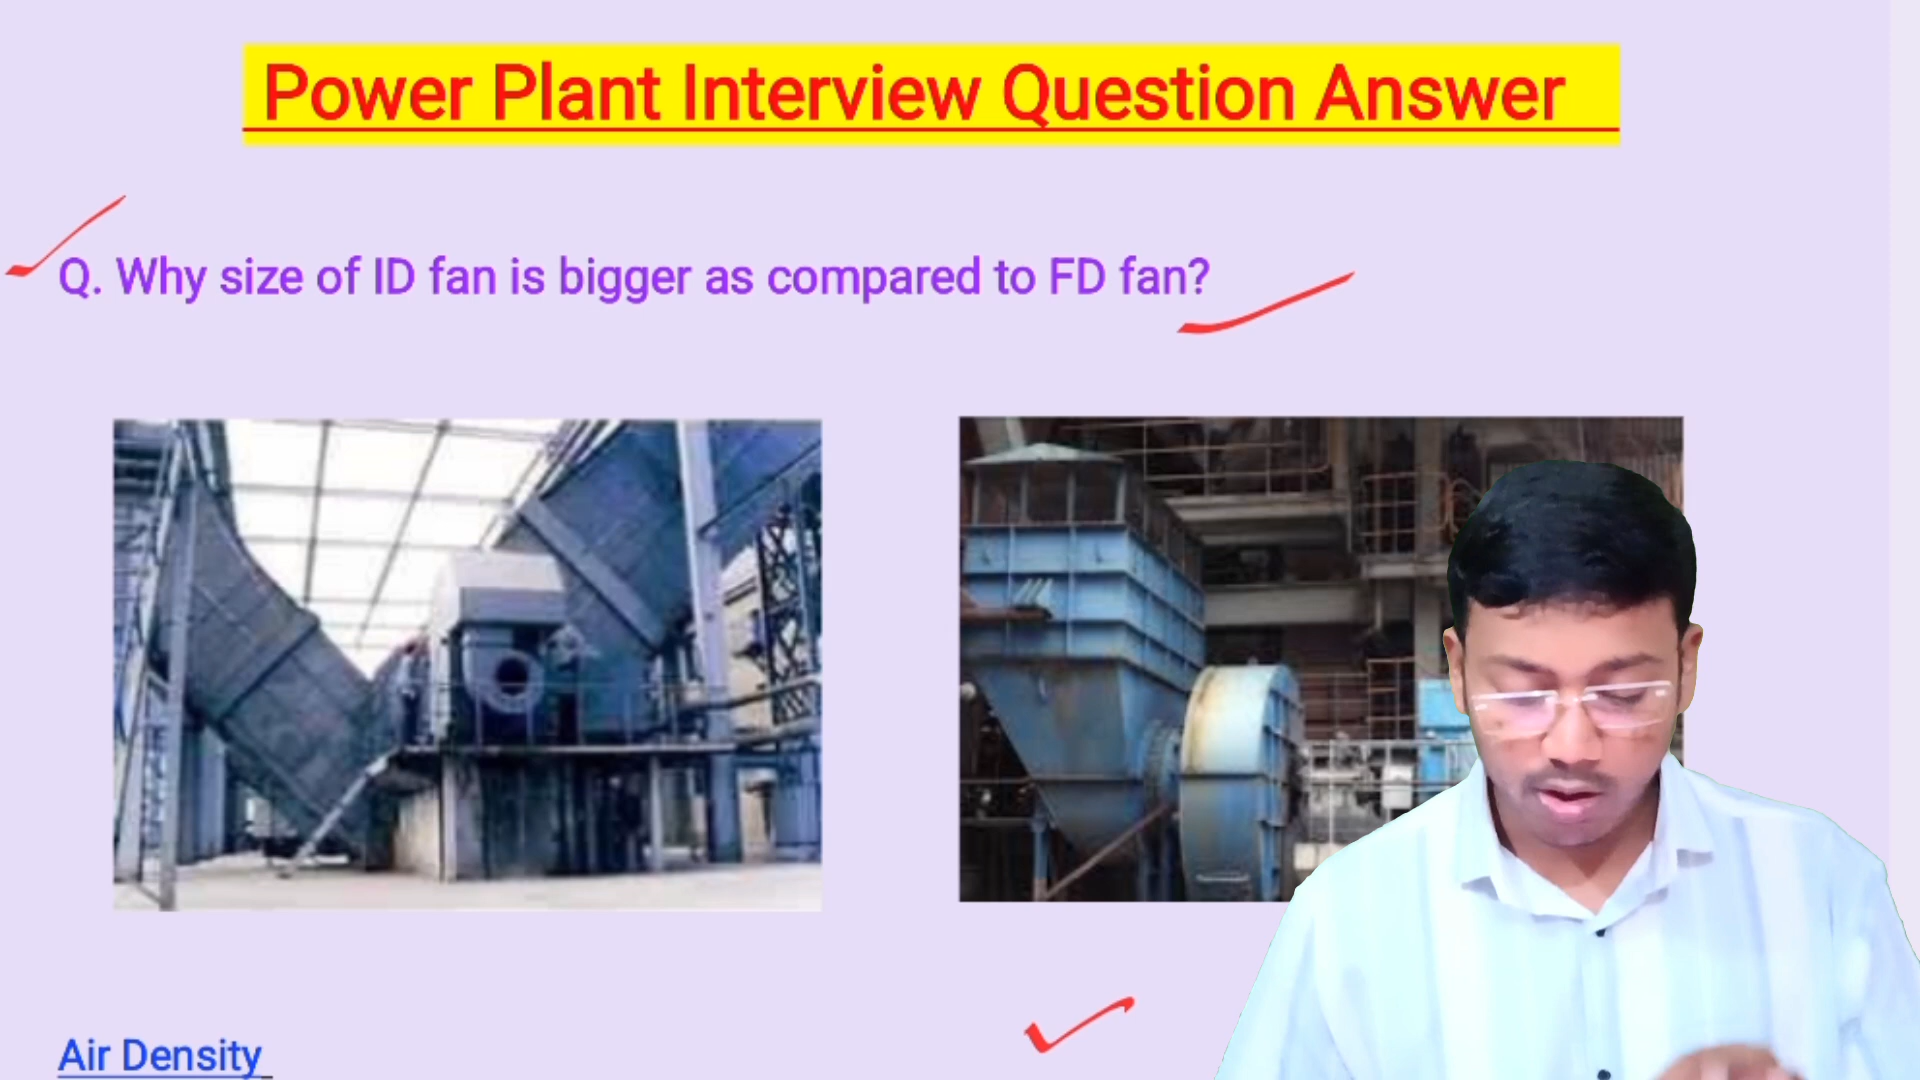 Power Plant Interview Question Answer
Q. Why size of ID fan is bigger as compared to FD fan?
Air Density